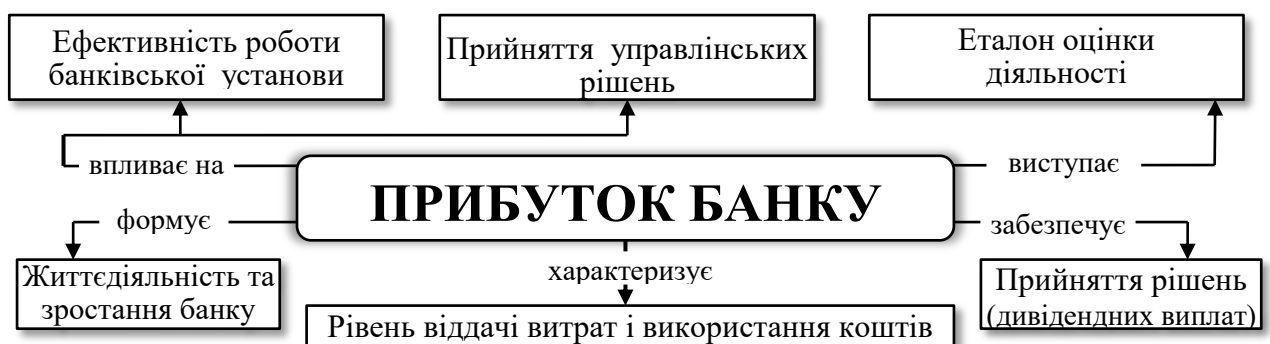 Ефективність роботи
банківської установи
Прийняття управлінських
рішень
Еталон оцінки
діяльності
впливає на
виступає
ПРИБУТОК БАНКУ
формує
забезпечує
Життєдіяльність та
зростання банку
характеризує
Прийняття рішень
(дивідендних виплат)
Рівень віддачі витрат і використання коштів